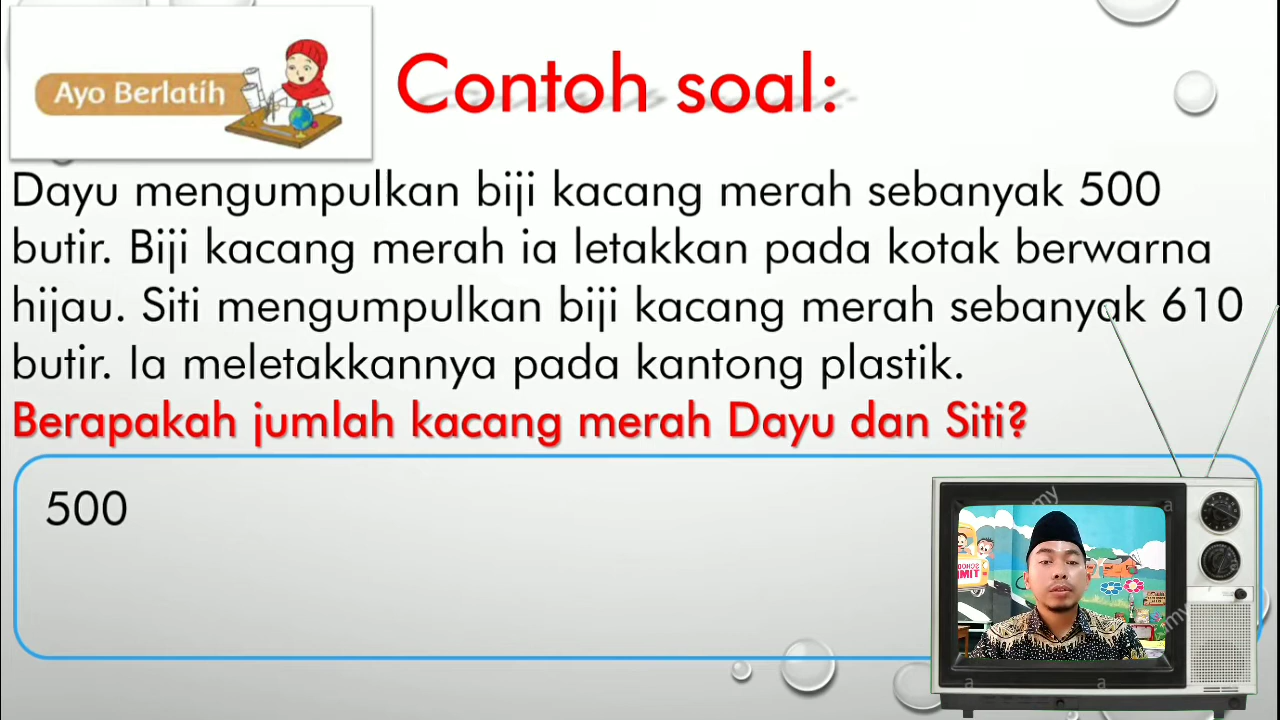 Ayo Berlatih
Contoh soal:
Dayu mengumpulkan biji kacang merah sebanyak 500
butir. Biji kacang merah ia letakkan pada kotak berwarna
hijau. Siti mengumpulkan biji kacang merah sebanyak 610
butir. Ia meletakkannya pada kantong plastik.
Berapakah jumlah kacang merah Dayu dan Siti?
500